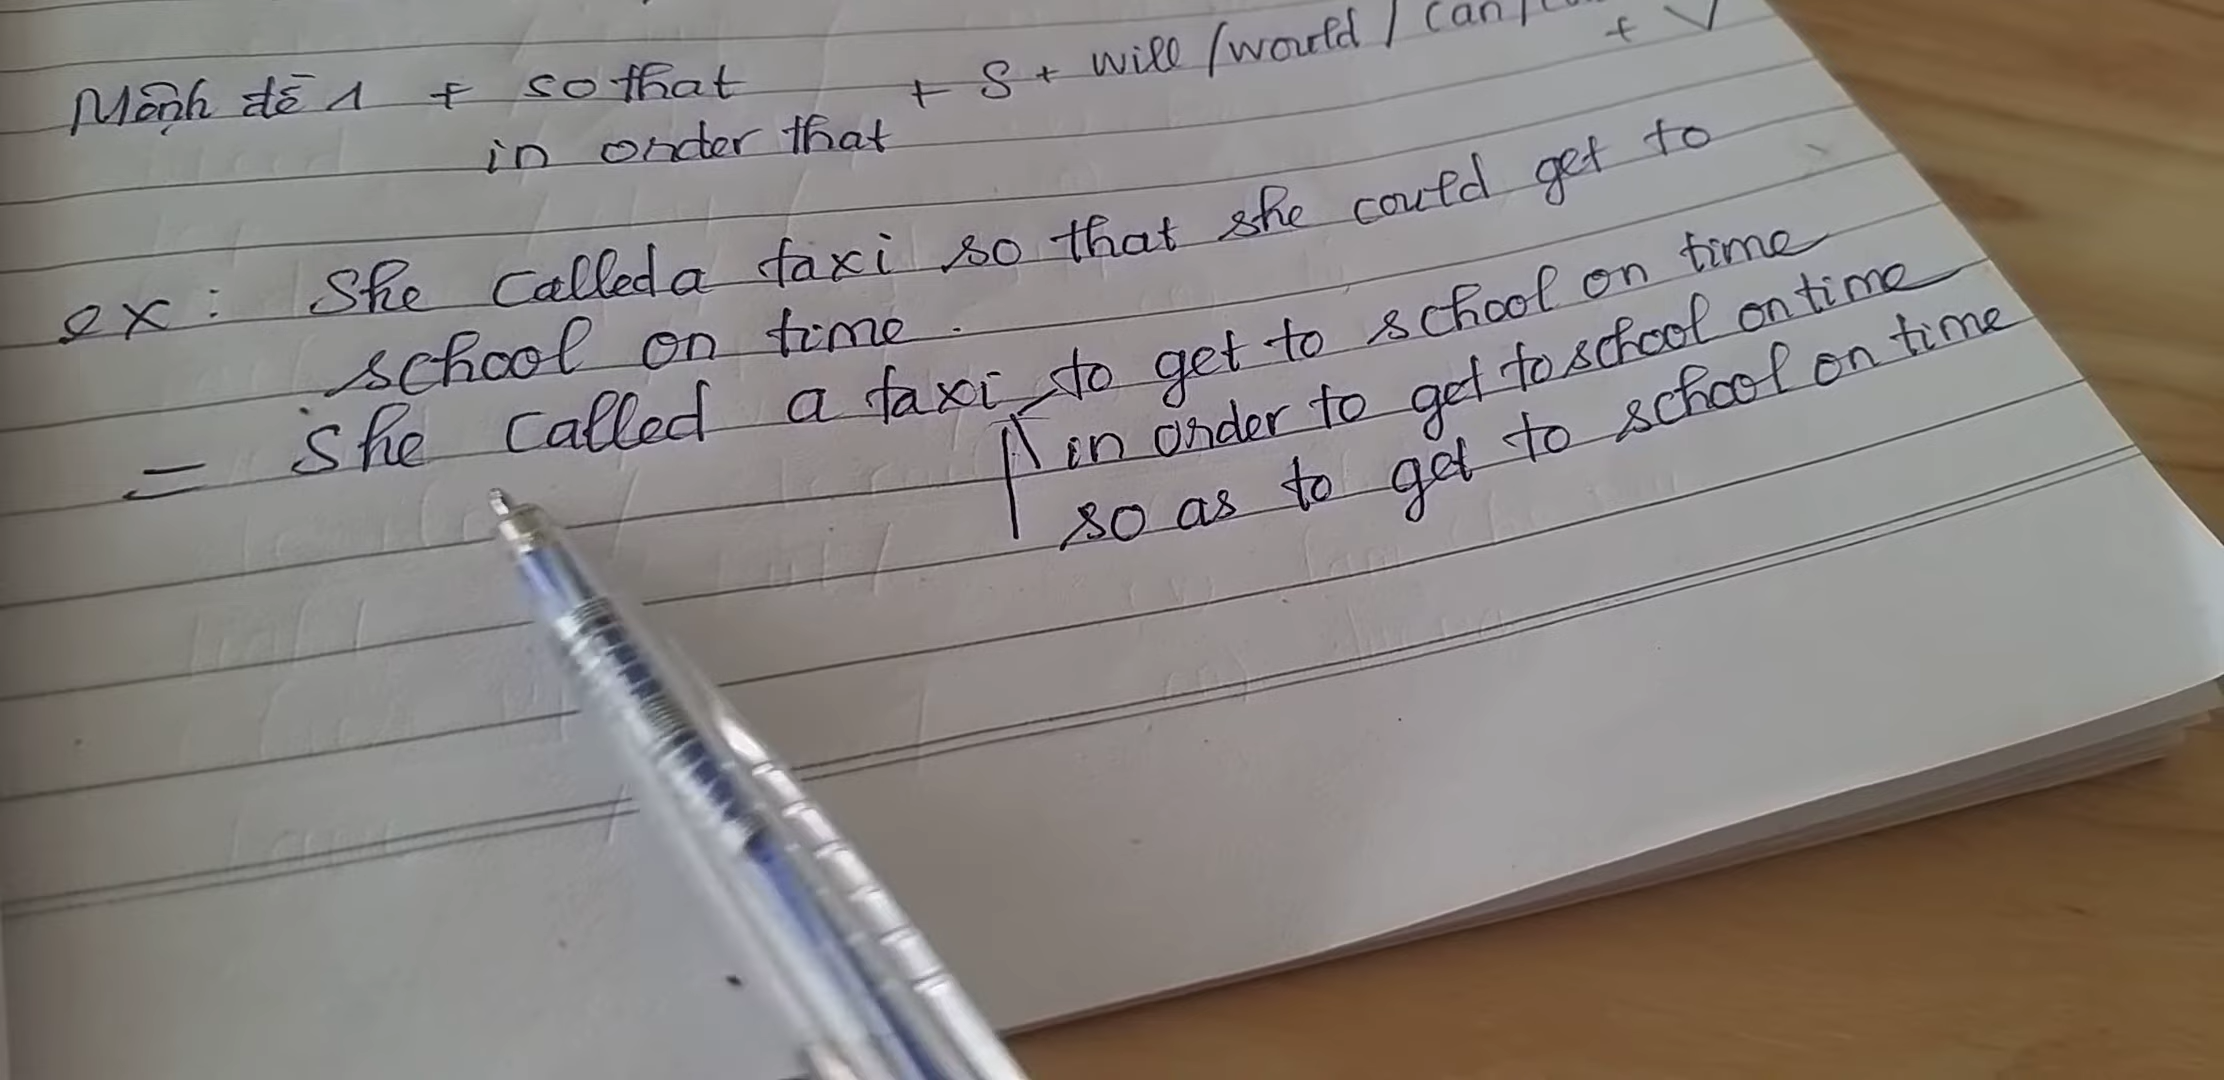 Mệnh đề 1 + so that + S + will / would / can /
in order that + V
ex : She called a taxi so that she could get to
school on time.
= She called a taxi to get to school on time
in order to get to school on time
so as to get to school on time